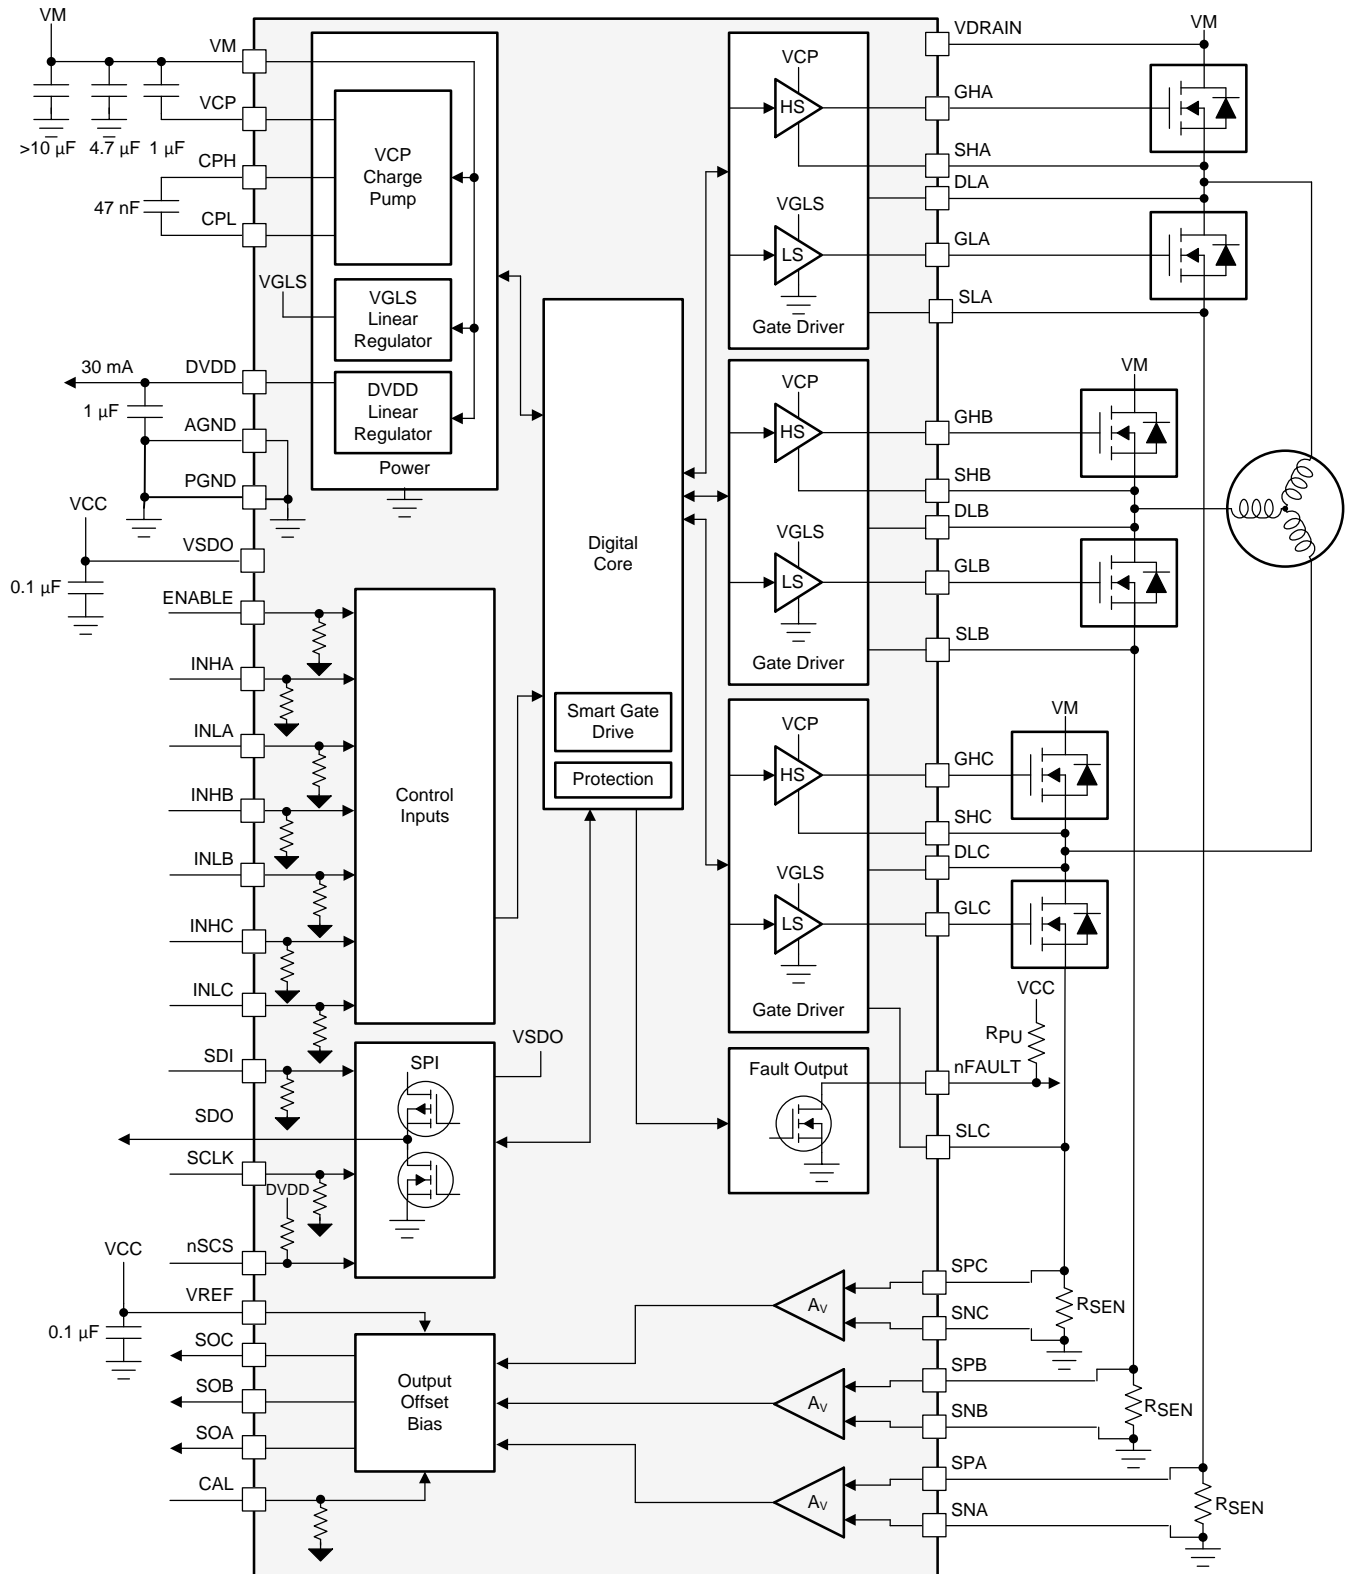 VM
VM
VCP
>10 µF
4.7 µF
1 µF
CPH
47 nF
CPL
VCP
Charge
Pump
VGLS
VGLS
Linear
Regulator
30 mA
DVDD
1 µF
DVDD
Linear
Regulator
AGND
Power
PGND
VCC
VSDO
0.1 µF
ENABLE
INHA
INLA
INHB
INLB
INHC
INLC
Control
Inputs
SDI
SDO
SCLK
DVDD
nSCS
SPI
VSDO
VCC
VREF
0.1 µF
SOC
SOB
SOA
CAL
Output
Offset
Bias
Digital
Core
Smart Gate
Drive
Protection
VCP
HS
VGLS
LS
Gate Driver
VCP
HS
VGLS
LS
Gate Driver
VCP
HS
VGLS
LS
Gate Driver
Fault Output
AV
AV
AV
VDRAIN
VM
GHA
SHA
DLA
GLA
SLA
VM
GHB
SHB
DLB
GLB
SLB
VM
GHC
SHC
DLC
GLC
VCC
RPU
nFAULT
SLC
SPC
RSEN
SNC
SPB
RSEN
SNB
SPA
RSEN
SNA